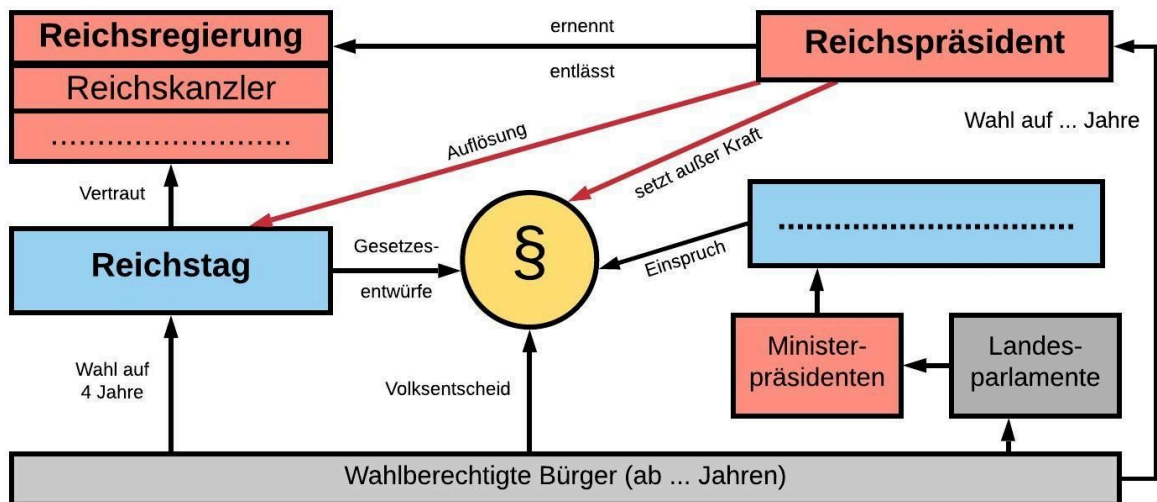 Reichsregierung
Reichskanzler
...........................
ernennt
entlässt
Reichspräsident
Wahl auf ... Jahre
Auflösung
setzt außer Kraft
Vertraut
Reichstag
Gesetzes-
entwürfe
§
Einspruch
..................................
Wahl auf
4 Jahre
Volksentscheid
Minister-
präsidenten
Landes-
parlamente
Wahlberechtigte Bürger (ab ... Jahren)